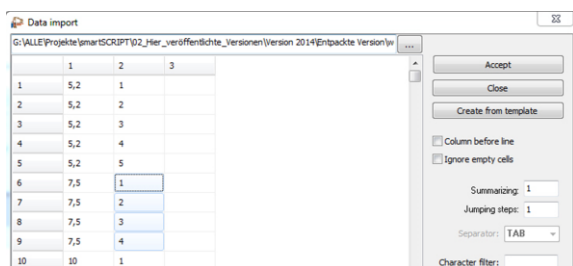 Data import
G:\ALLE\Projekte\smartSCRIPT\02_Hier_veröffentlichte_Versionen\Version 2014\Entpackte Version\w ...
1 2 3
1 5,2 1
2 5,2 2
3 5,2 3
4 5,2 4
5 5,2 5
6 7,5 1
7 7,5 2
8 7,5 3
9 7,5 4
10 10 1
Accept
Close
Create from template
Column before line
Ignore empty cells
Summarizing: 1
Jumping steps: 1
Separator: TAB
Character filter: